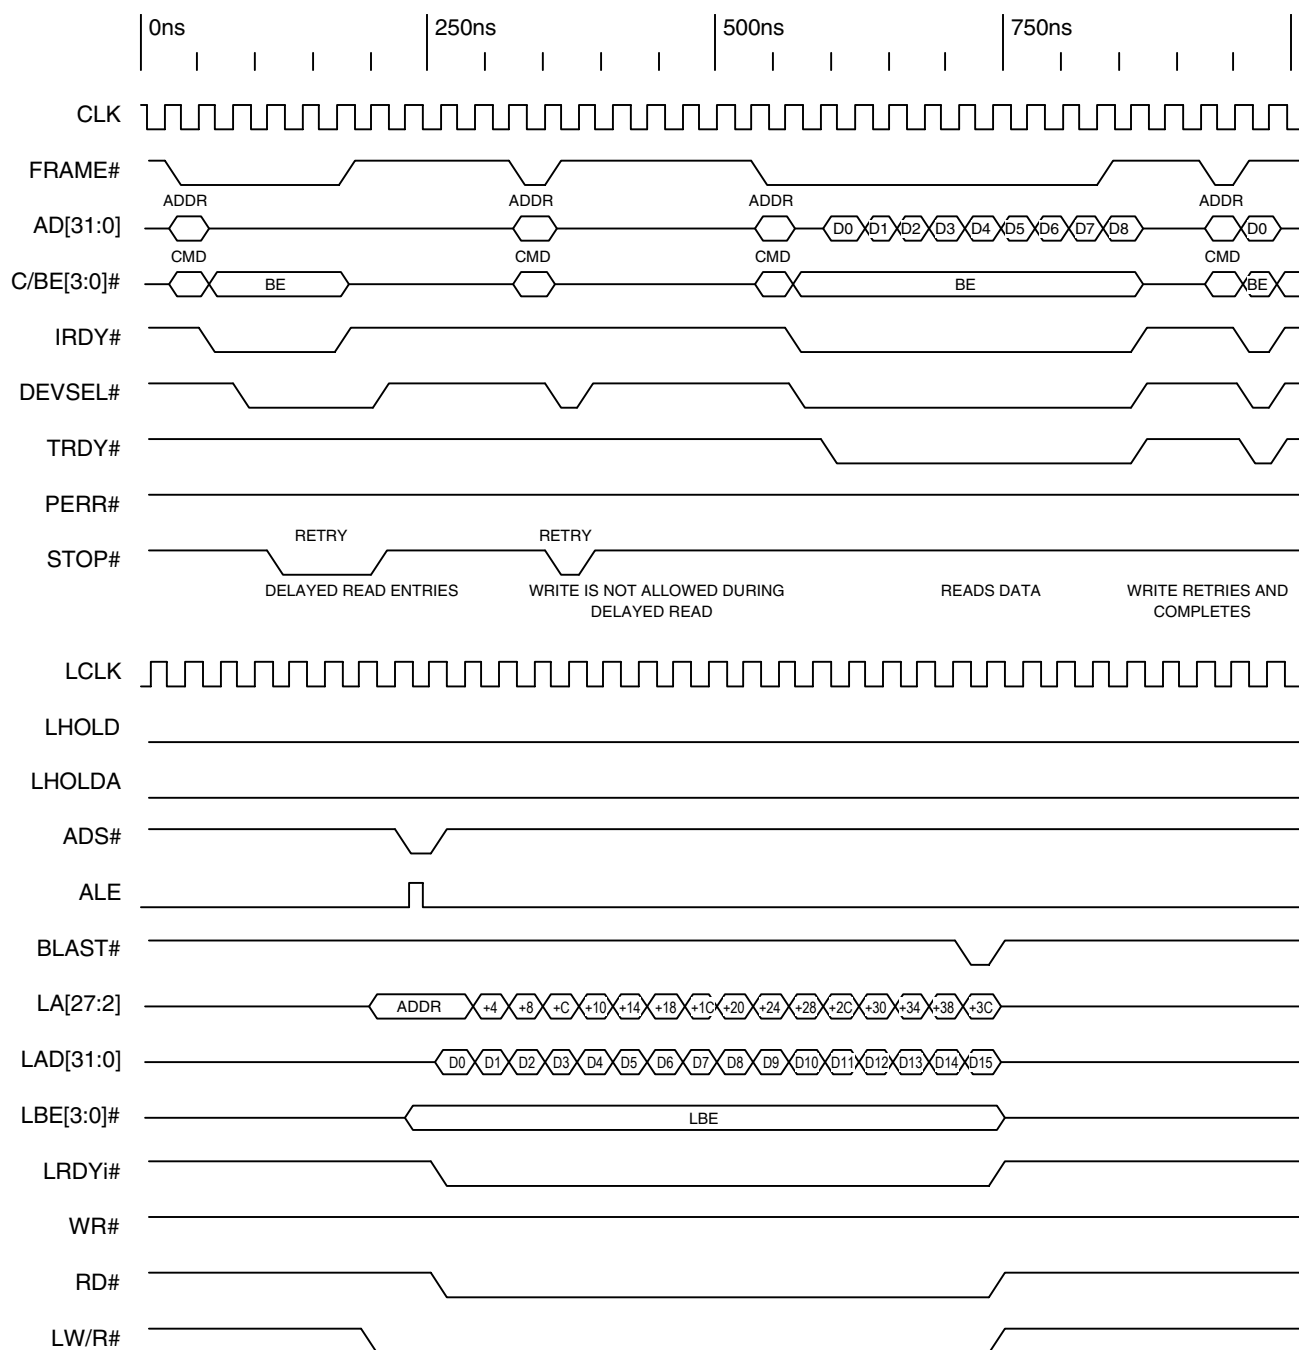 0ns 250ns 500ns 750ns
CLK
FRAME#
ADDR ADDR ADDR ADDR
AD[31:0] D0 D1 D2 D3 D4 D5 D6 D7 D8 D0
CMD CMD CMD CMD
C/BE[3:0]# BE BE BE
IRDY#
DEVSEL#
TRDY#
PERR#
RETRY RETRY
STOP#
DELAYED READ ENTRIES WRITE IS NOT ALLOWED DURING READS DATA WRITE RETRIES AND
DELAYED READ COMPLETES
LCLK
LHOLD
LHOLDA
ADS#
ALE
BLAST#
LA[27:2] ADDR +4 +8 +C +10 +14 +18 +1C +20 +24 +28 +2C +30 +34 +38 +3C
LAD[31:0] D0 D1 D2 D3 D4 D5 D6 D7 D8 D9 D10 D11 D12 D13 D14 D15
LBE[3:0]# LBE
LRDYi#
WR#
RD#
LW/R#